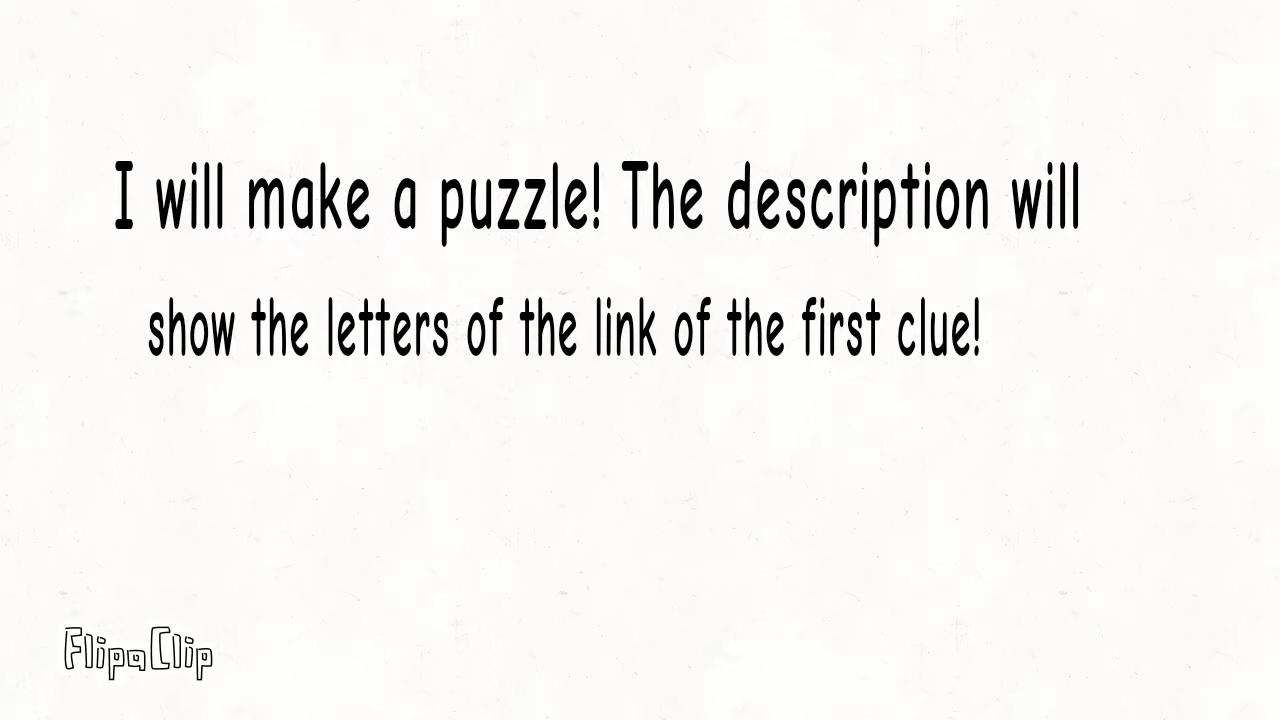 I will make a puzzle! The description will
show the letters of the link of the first clue!
FlipaClip